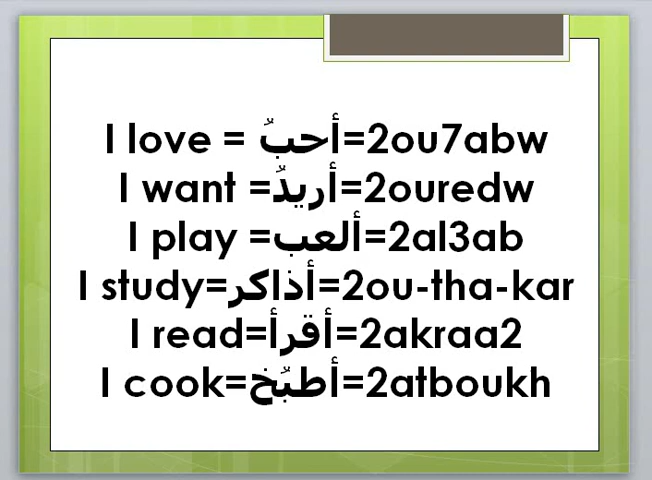 I love = أحبُ=2ou7abw
I want =أريدُ=2ouredw
I play =ألعب=2al3ab
I study=أذاكر=2ou-tha-kar
I read=أقرأ=2akraa2
I cook=أطبُخ=2atboukh